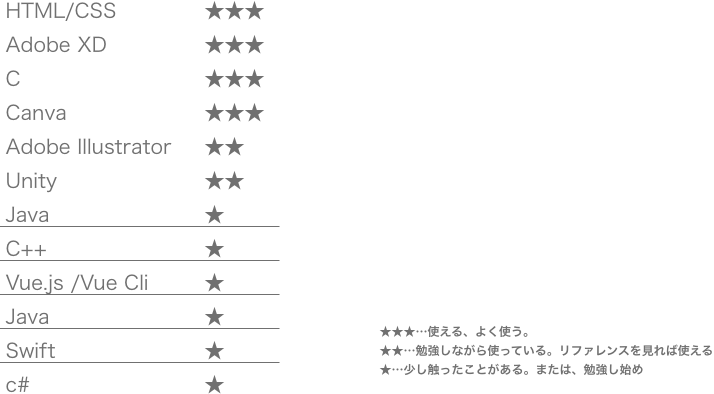 HTML/CSS ★★★
Adobe XD ★★★
C ★★★
Canva ★★★
Adobe Illustrator ★★
Unity ★★
Java ★
C++ ★
Vue.js /Vue Cli ★
Java ★
Swift ★
c# ★
★★★…使える、よく使う。
★★…勉強しながら使っている。リファレンスを見れば使える
★…少し触ったことがある。または、勉強し始め